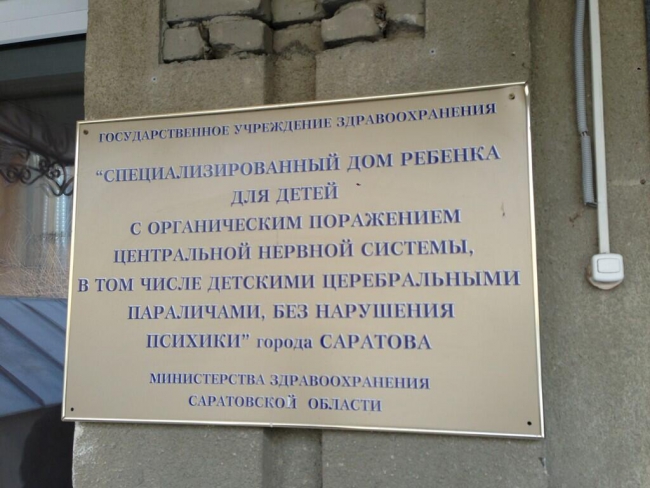 ГОСУДАРСТВЕННОЕ УЧРЕЖДЕНИЕ ЗДРАВООХРАНЕНИЯ
"СПЕЦИАЛИЗИРОВАННЫЙ ДОМ РЕБЕНКА
ДЛЯ ДЕТЕЙ
С ОРГАНИЧЕСКИМ ПОРАЖЕНИЕМ
ЦЕНТРАЛЬНОЙ НЕРВНОЙ СИСТЕМЫ,
В ТОМ ЧИСЛЕ ДЕТСКИМИ ЦЕРЕБРАЛЬНЫМИ
ПАРАЛИЧАМИ, БЕЗ НАРУШЕНИЯ
ПСИХИКИ" города САРАТОВА
МИНИСТЕРСТВА ЗДРАВООХРАНЕНИЯ
САРАТОВСКОЙ ОБЛАСТИ